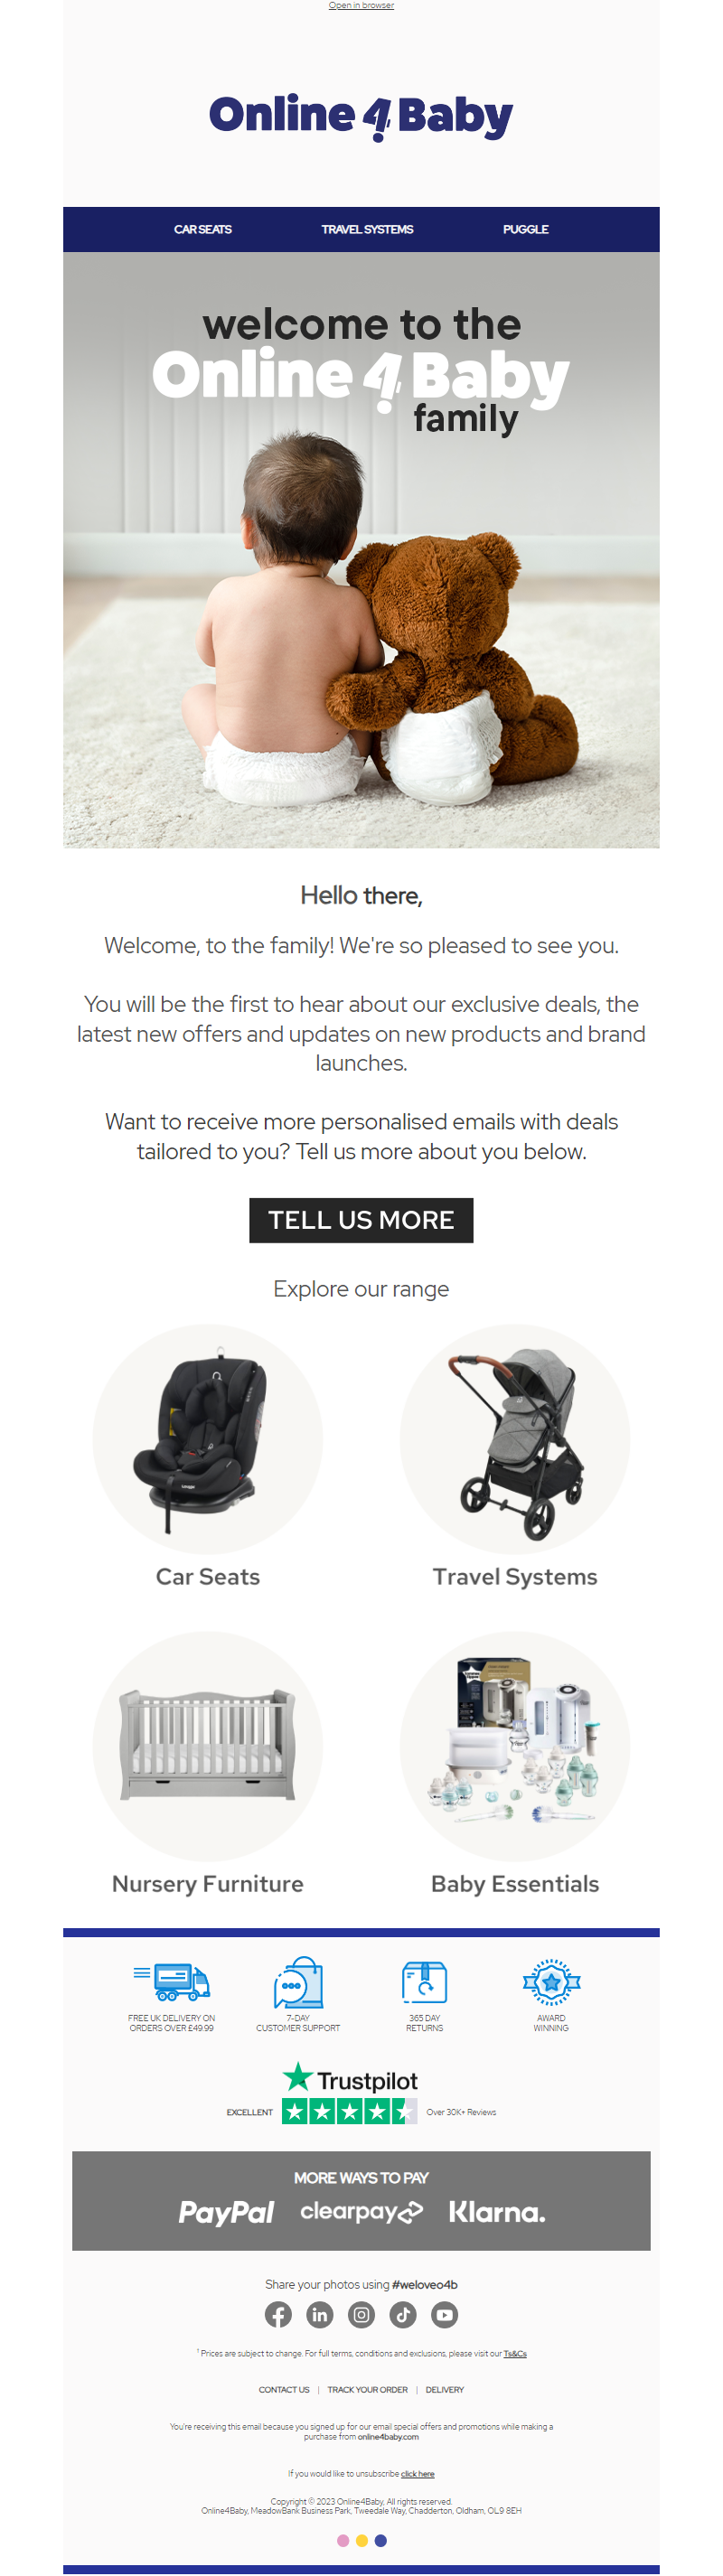 Open in browser
Online 4 Baby
CAR SEATS TRAVEL SYSTEMS PUGGLE
welcome to the
Online 4 Baby
family
Hello there,
Welcome, to the family! We're so pleased to see you.
You will be the first to hear about our exclusive deals, the
latest new offers and updates on new products and brand
launches.
Want to receive more personalised emails with deals
tailored to you? Tell us more about you below.
TELL US MORE
Explore our range
Car Seats Travel Systems
Nursery Furniture Baby Essentials
FREE UK DELIVERY ON
ORDERS OVER £49.99
7-DAY
CUSTOMER SUPPORT
365 DAY
RETURNS
AWARD
WINNING
Trustpilot
EXCELLENT Over 30K+ Reviews
MORE WAYS TO PAY
PayPal clearpay Klarna.
Share your photos using #weloveo4b
¹ Prices are subject to change. For full terms, conditions and exclusions, please visit our Ts&Cs
CONTACT US | TRACK YOUR ORDER | DELIVERY
You're receiving this email because you signed up for our email special offers and promotions while making a
purchase from online4baby.com
If you would like to unsubscribe click here
Copyright © 2023 Online4Baby, All rights reserved.
Online4Baby, MeadowBank Business Park, Tweedale Way, Chadderton, Oldham, OL9 8EH